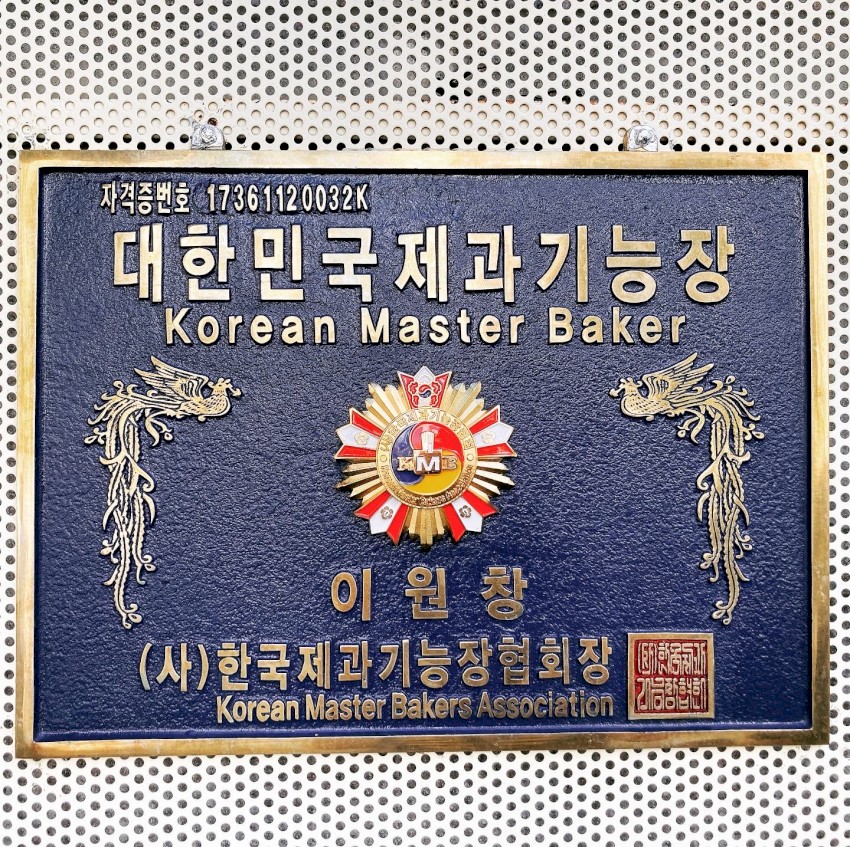 자격증번호 17361120032K
대한민국제과기능장
Korean Master Baker
KMB
이원창
(사)한국제과기능장협회장
Korean Master Bakers Association